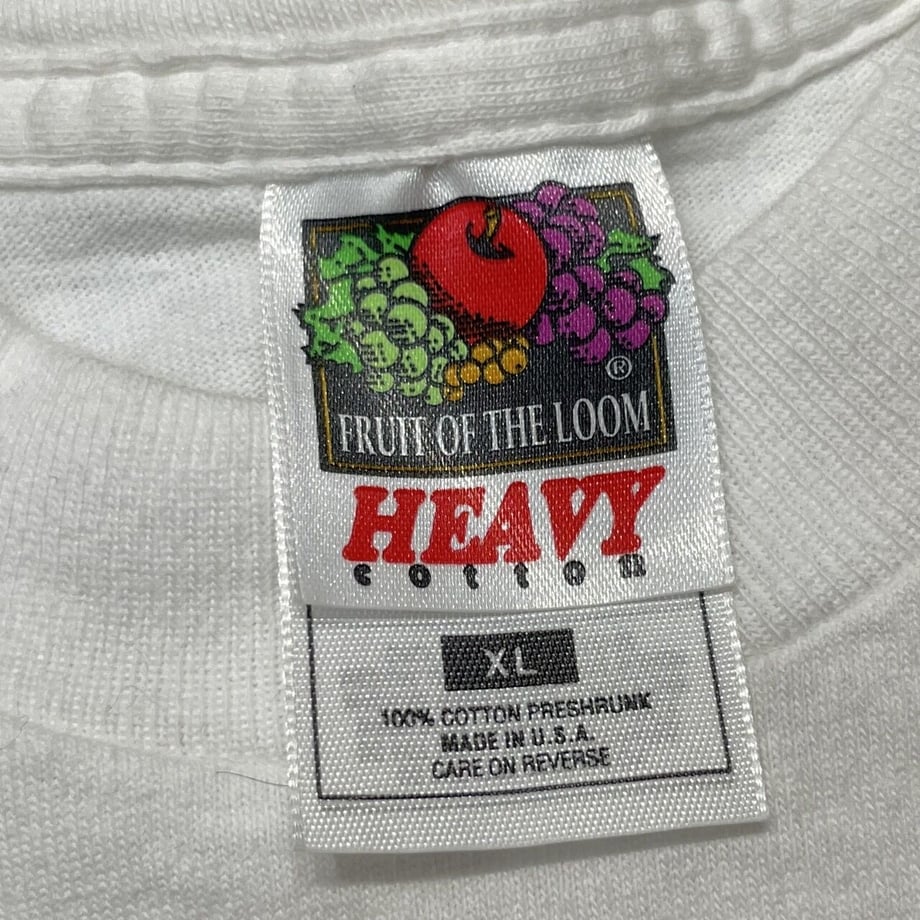 ®
FRUIT OF THE LOOM
HEAVY
cotton
XL
100% COTTON PRESHRUNK
MADE IN U.S.A.
CARE ON REVERSE